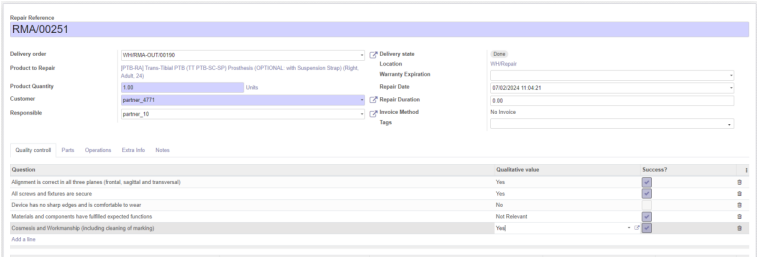 Repair Reference
RMA/00251
Delivery order WH/RMA-OUT/00190 Delivery state Done
Product to Repair [PTB-RA] Trans-Tibial PTB (TT PTB-SC-SP) Prosthesis (OPTIONAL: with Suspension Strap) (Right, Adult, 24) Location WH/Repair
Warranty Expiration
Product Quantity 1.00 Units Repair Date 07/02/2024 11:04:21
Customer partner_4771 Repair Duration 0.00
Responsible partner_10 Invoice Method No Invoice
Tags
Quality controll Parts Operations Extra Info Notes
Question Qualitative value Success?
Alignment is correct in all three planes (frontal, sagittal and transversal) Yes
All screws and fixtures are secure Yes
Device has no sharp edges and is comfortable to wear No
Materials and components have fulfilled expected functions Not Relevant
Cosmesis and Workmanship (including cleaning of marking). Yes
Add a line